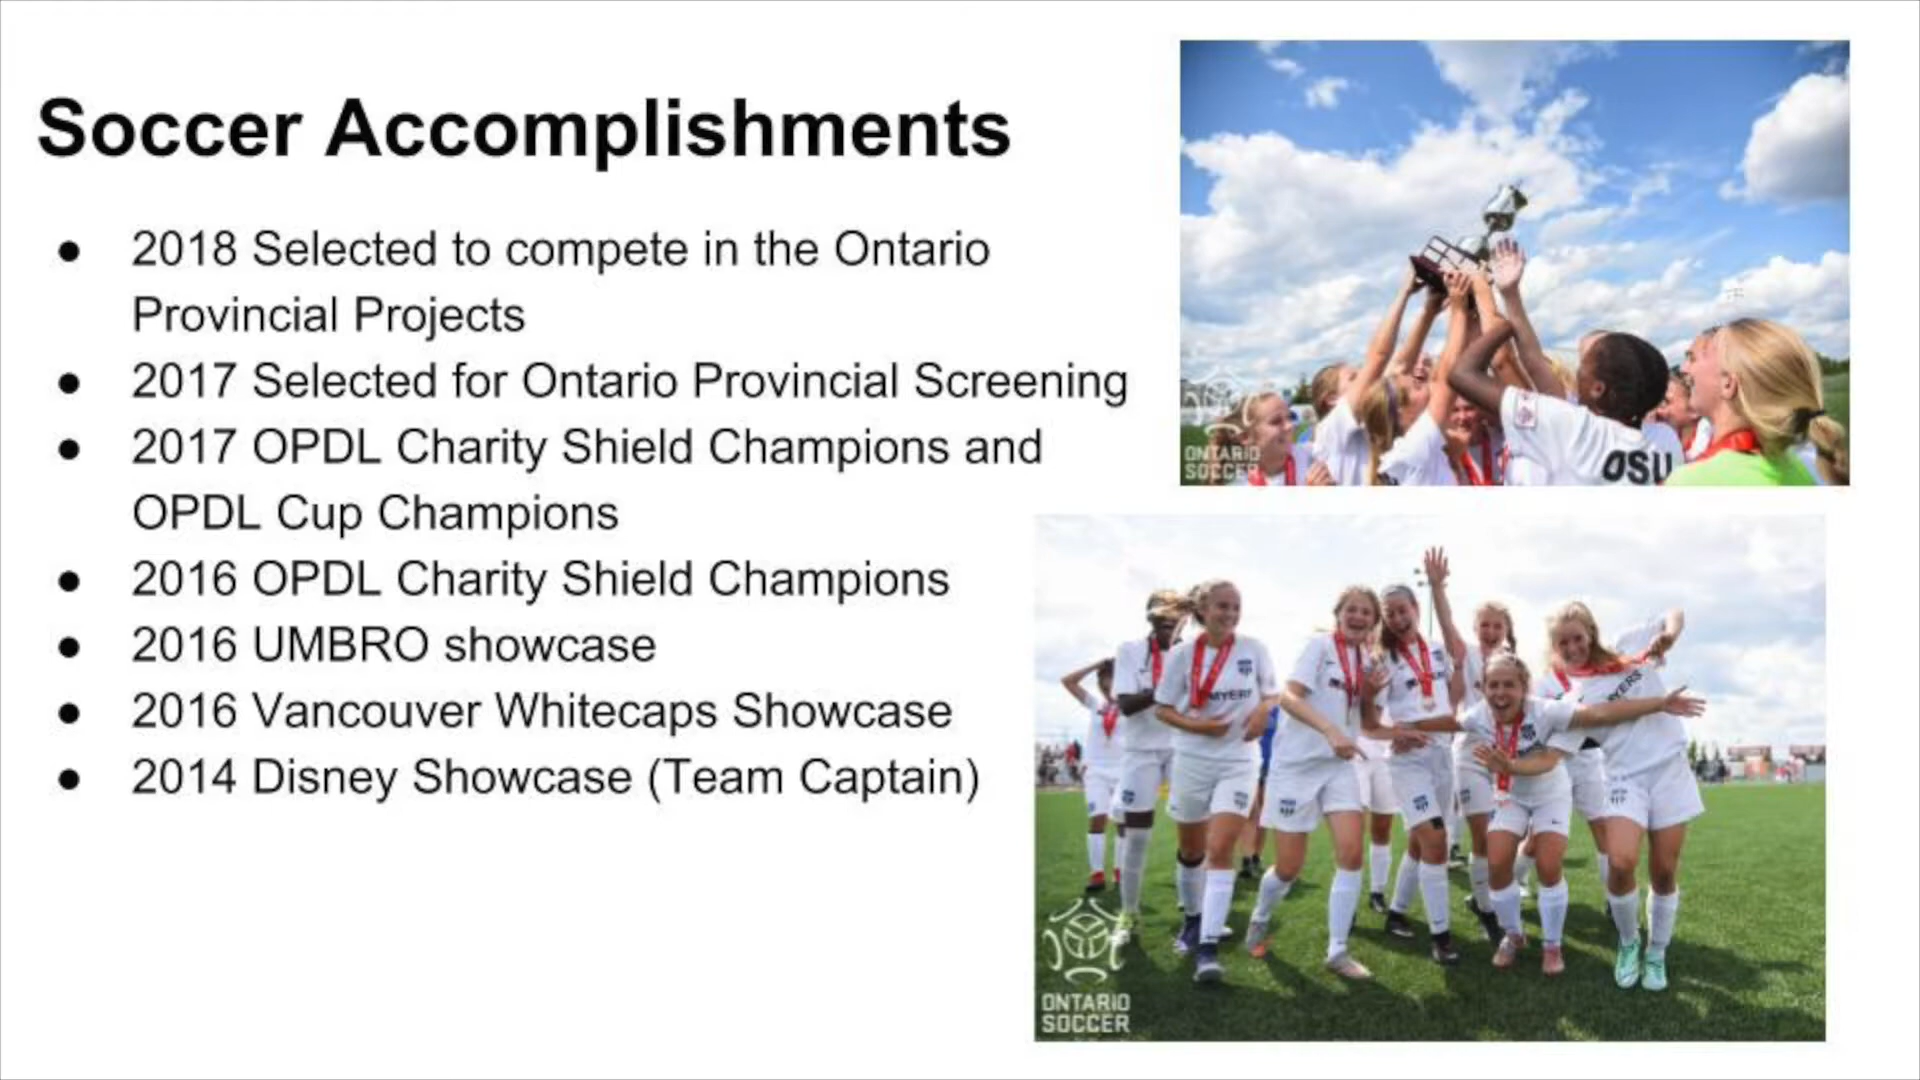 Soccer Accomplishments
● 2018 Selected to compete in the Ontario
Provincial Projects
● 2017 Selected for Ontario Provincial Screening
● 2017 OPDL Charity Shield Champions and
OPDL Cup Champions
● 2016 OPDL Charity Shield Champions
● 2016 UMBRO showcase
● 2016 Vancouver Whitecaps Showcase
● 2014 Disney Showcase (Team Captain)
OSU
ONTARIO
SOCCER
MYERS
YERS
ONTARIO
SOCCER